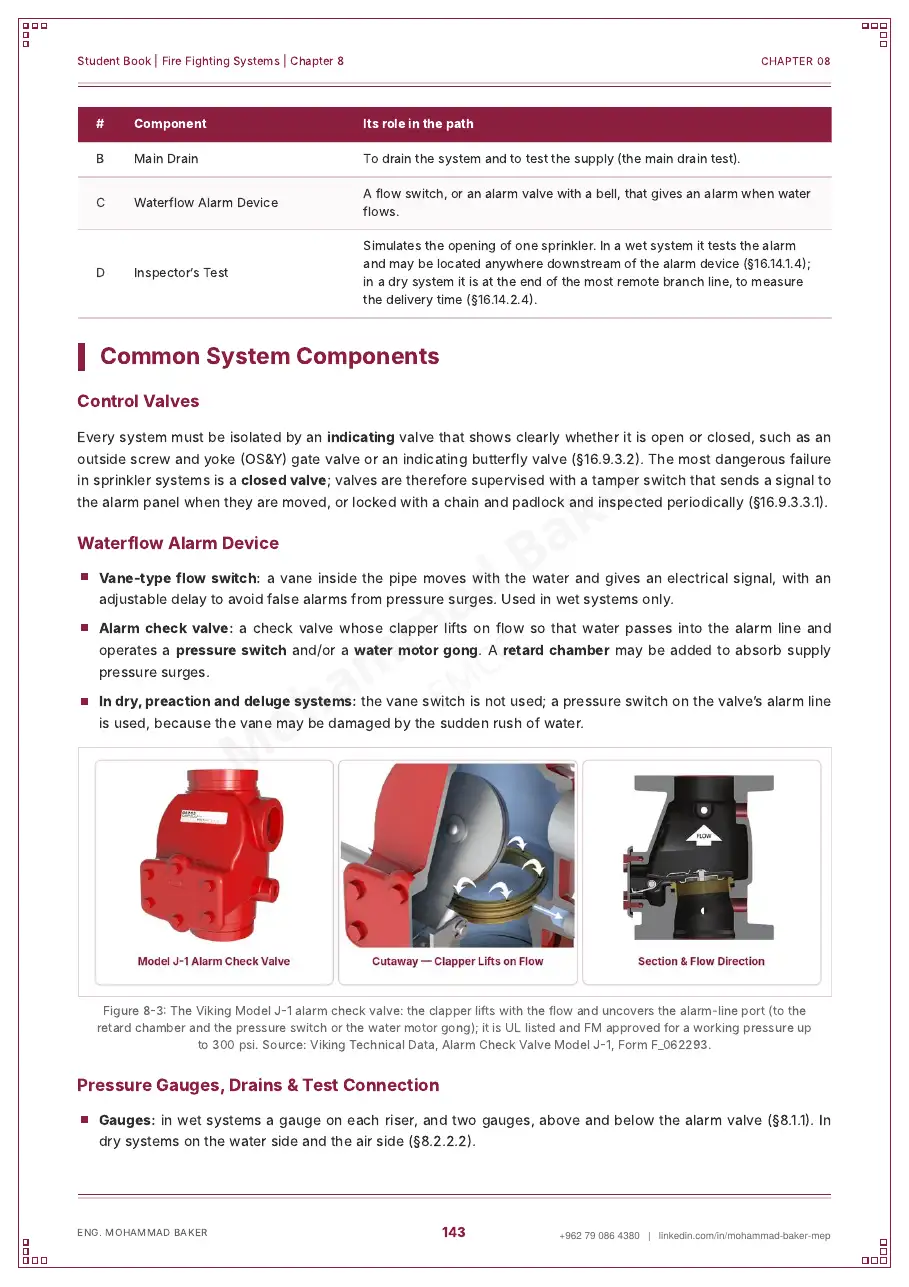 Student Book | Fire Fighting Systems | Chapter 8
CHAPTER 08
# Component Its role in the path
B Main Drain To drain the system and to test the supply (the main drain test).
C Waterflow Alarm Device A flow switch, or an alarm valve with a bell, that gives an alarm when water
flows.
D Inspector's Test Simulates the opening of one sprinkler. In a wet system it tests the alarm
and may be located anywhere downstream of the alarm device (§16.14.1.4);
in a dry system it is at the end of the most remote branch line, to measure
the delivery time (§16.14.2.4).
Common System Components
Control Valves
Every system must be isolated by an indicating valve that shows clearly whether it is open or closed, such as an
outside screw and yoke (OS&Y) gate valve or an indicating butterfly valve (§16.9.3.2). The most dangerous failure
in sprinkler systems is a closed valve; valves are therefore supervised with a tamper switch that sends a signal to
the alarm panel when they are moved, or locked with a chain and padlock and inspected periodically (§16.9.3.3.1).
Waterflow Alarm Device
Vane-type flow switch: a vane inside the pipe moves with the water and gives an electrical signal, with an
adjustable delay to avoid false alarms from pressure surges. Used in wet systems only.
Alarm check valve: a check valve whose clapper lifts on flow so that water passes into the alarm line and
operates a pressure switch and/or a water motor gong. A retard chamber may be added to absorb supply
pressure surges.
In dry, preaction and deluge systems: the vane switch is not used; a pressure switch on the valve's alarm line
is used, because the vane may be damaged by the sudden rush of water.
FLOW
Model J-1 Alarm Check Valve
Cutaway — Clapper Lifts on Flow
Section & Flow Direction
Figure 8-3: The Viking Model J-1 alarm check valve: the clapper lifts with the flow and uncovers the alarm-line port (to the
retard chamber and the pressure switch or the water motor gong); it is UL listed and FM approved for a working pressure up
to 300 psi. Source: Viking Technical Data, Alarm Check Valve Model J-1, Form F_062293.
Pressure Gauges, Drains & Test Connection
Gauges: in wet systems a gauge on each riser, and two gauges, above and below the alarm valve (§8.1.1). In
dry systems on the water side and the air side (§8.2.2.2).
ENG. MOHAMMAD BAKER
143
+962 79 086 4380 | linkedin.com/in/mohammad-baker-mep
Mohammad Baker